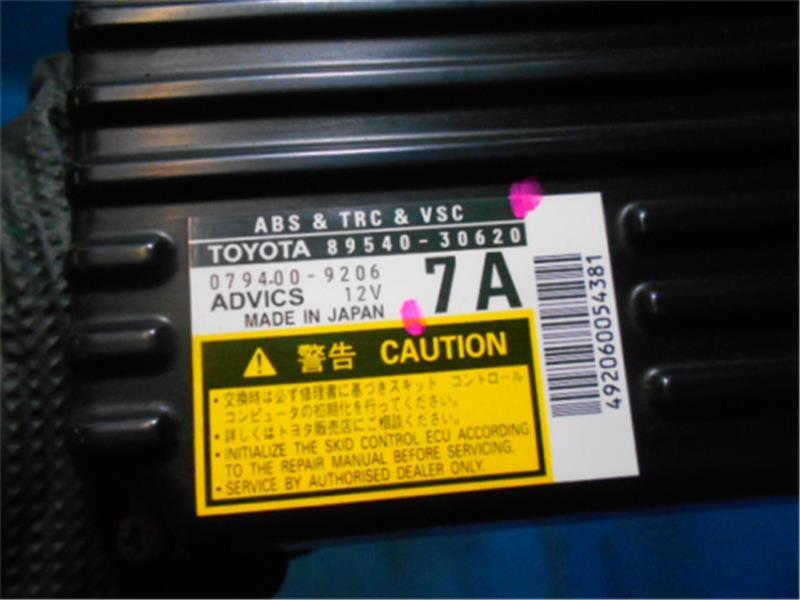 ABS & TRC & VSC
TOYOTA 89540-30620
079400-9206
ADVICS 12V
7A
MADE IN JAPAN
492060054381
警告 CAUTION
・交換時は必ず修理書に基づきスキッド コントロール
コンピュータの初期化を行ってください。
・詳しくはトヨタ販売店にご相談ください。
・INITIALIZE THE SKID CONTROL ECU ACCORDING
TO THE REPAIR MANUAL BEFORE SERVICING.
・SERVICE BY AUTHORISED DEALER ONLY.